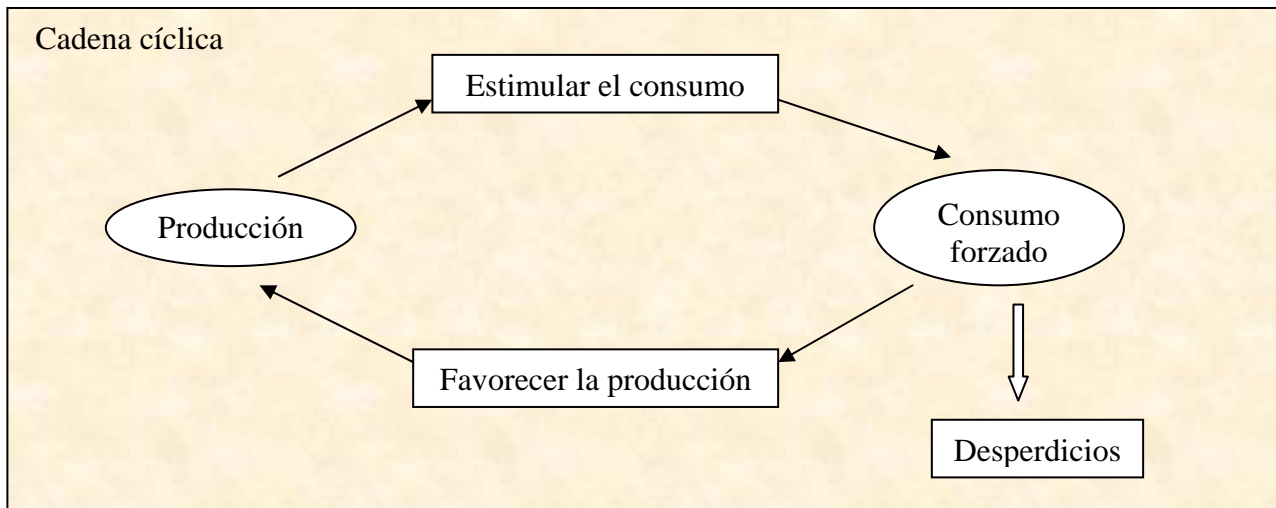 Cadena cíclica
Estimular el consumo
Producción
Consumo
forzado
Favorecer la producción
Desperdicios